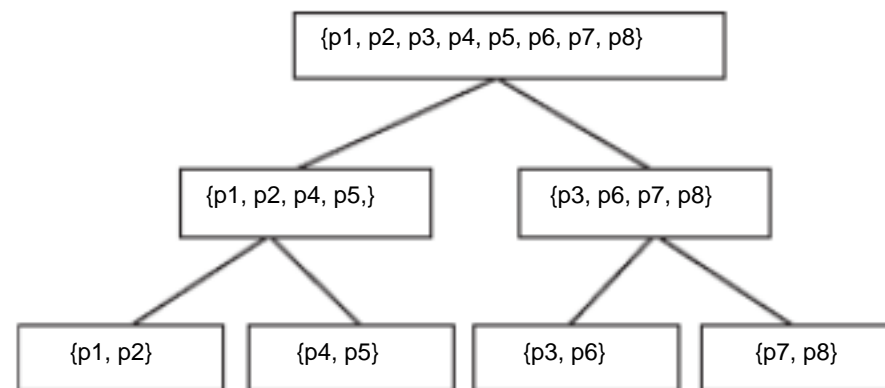 {p1, p2, p3, p4, p5, p6, p7, p8}
{p1, p2, p4, p5,}
{p3, p6, p7, p8}
{p1, p2}
{p4, p5}
{p3, p6}
{p7, p8}